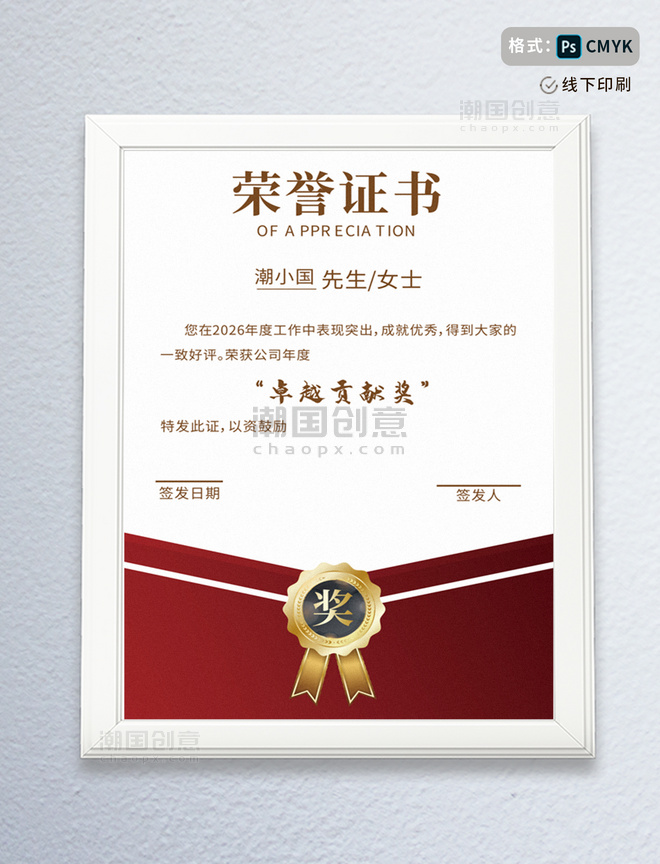 格式: Ps CMYK
线下印刷
潮国创意
chaopx.com
荣誉证书
OF APPRECIATION
潮小国 先生/女士
您在2026年度工作中表现突出，成就优秀，得到大家的
一致好评。荣获公司年度
“卓越贡献奖”
潮国创意
特发此证，以资鼓励
chaopx.com
签发日期
签发人
奖
潮国创意